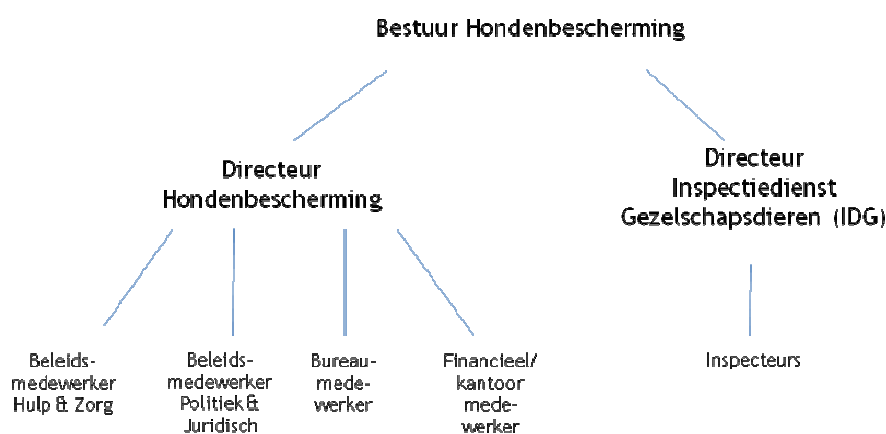 Bestuur Hondenbescherming
Directeur
Hondenbescherming
Directeur
Inspectiedienst
Gezelschapsdieren (IDG)
Beleids-
medewerker
Hulp & Zorg
Beleids-
medewerker
Politiek &
Juridisch
Bureau-
mede-
werker
Financieel/
kantoor
mede-
werker
Inspecteurs